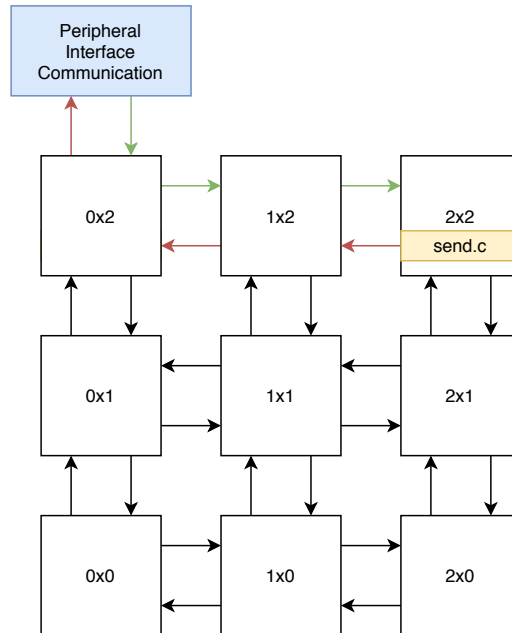 Peripheral
Interface
Communication
0x2
1x2
2x2
send.c
0x1
1x1
2x1
0x0
1x0
2x0